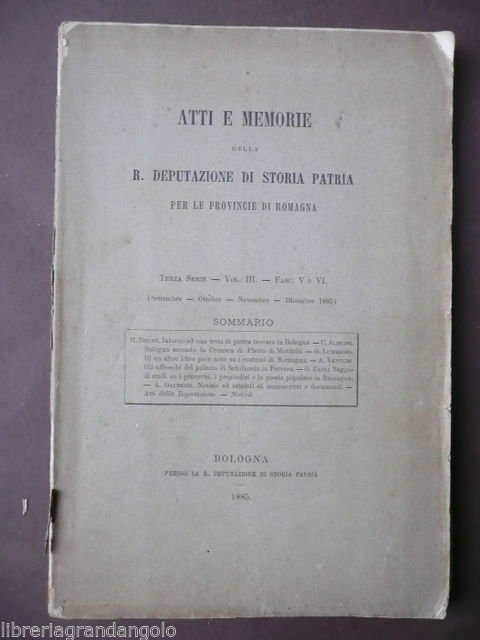 ATTI E MEMORIE
DELLA
R. DEPUTAZIONE DI STORIA PATRIA
PER LE PROVINCIE DI ROMAGNA
TERZA SERIE — VOL. III. — FASC. V e VI.
(Settembre — Ottobre — Novembre — Dicembre 1885)
SOMMARIO
H. BRUNN, Intorno ad una testa di pietra trovata in Bologna. — C. ALBICINI,
Bologna secondo la Cronaca di Pietro di Mattiolo. — G. LUMBROSO,
Di un altro libro poco noto su i costumi di Romagna. — A. VENTURI
Gli affreschi del palazzo di Schifanoia in Ferrara. — G. BAGLI Saggio
di studi su i proverbi, i pregiudizi e la poesia popolare in Romagna,
— A. GAUDENZI. Notizie ed estratti di manoscritti e documenti. —
Atti della Deputazione. — Notizie.
BOLOGNA
PRESSO LA R. DEPUTAZIONE DI STORIA PATRIA
1885.
libreriagrandangolo
libreriagrandangolo